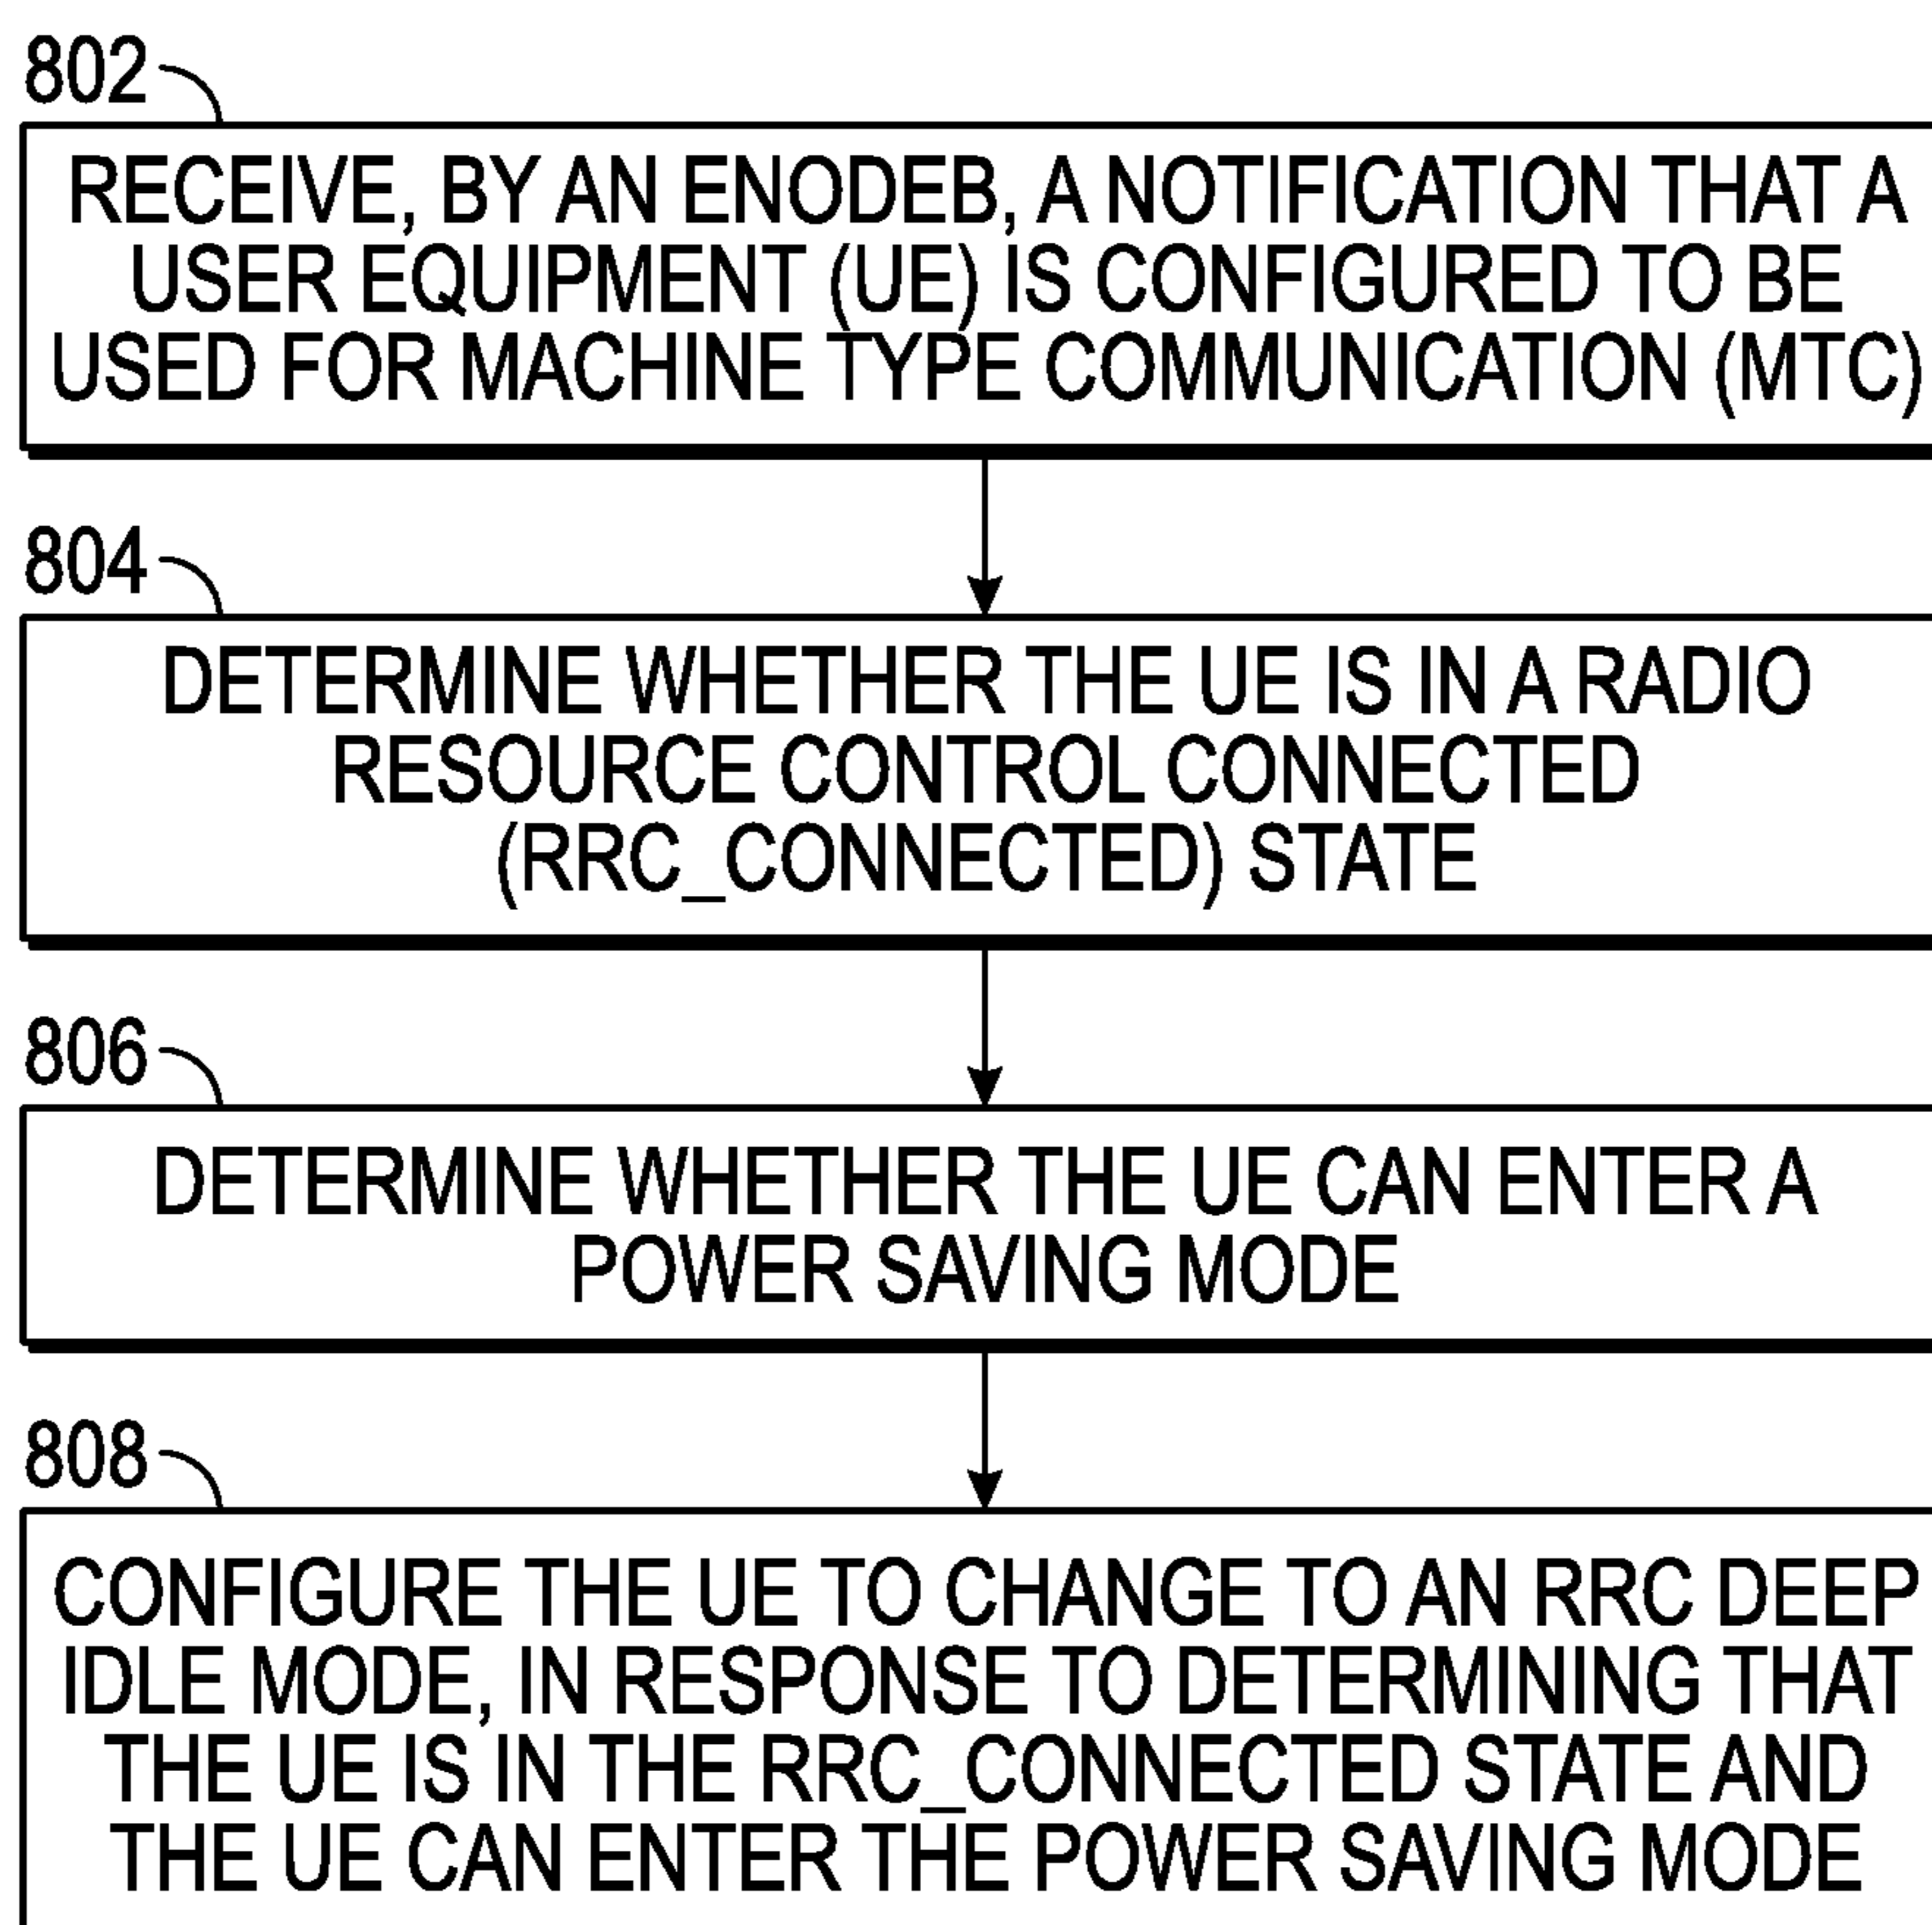 802
RECEIVE, BY AN ENODEB, A NOTIFICATION THAT A
USER EQUIPMENT (UE) IS CONFIGURED TO BE
USED FOR MACHINE TYPE COMMUNICATION (MTC)
804
DETERMINE WHETHER THE UE IS IN A RADIO
RESOURCE CONTROL CONNECTED
(RRC_CONNECTED) STATE
806
DETERMINE WHETHER THE UE CAN ENTER A
POWER SAVING MODE
808
CONFIGURE THE UE TO CHANGE TO AN RRC DEEP
IDLE MODE, IN RESPONSE TO DETERMINING THAT
THE UE IS IN THE RRC_CONNECTED STATE AND
THE UE CAN ENTER THE POWER SAVING MODE